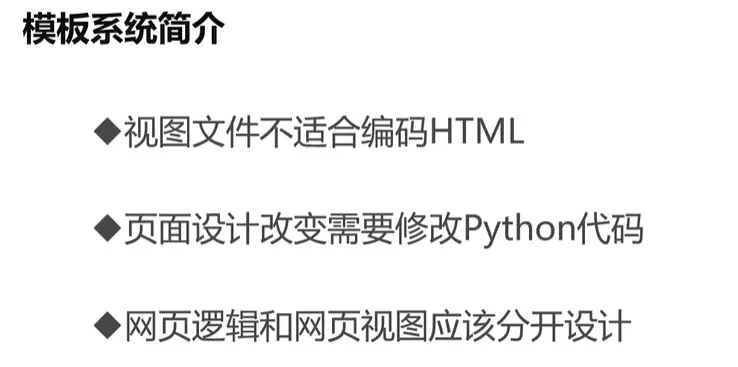 模板系统简介
◆视图文件不适合编码HTML
◆页面设计改变需要修改Python代码
◆网页逻辑和网页视图应该分开设计